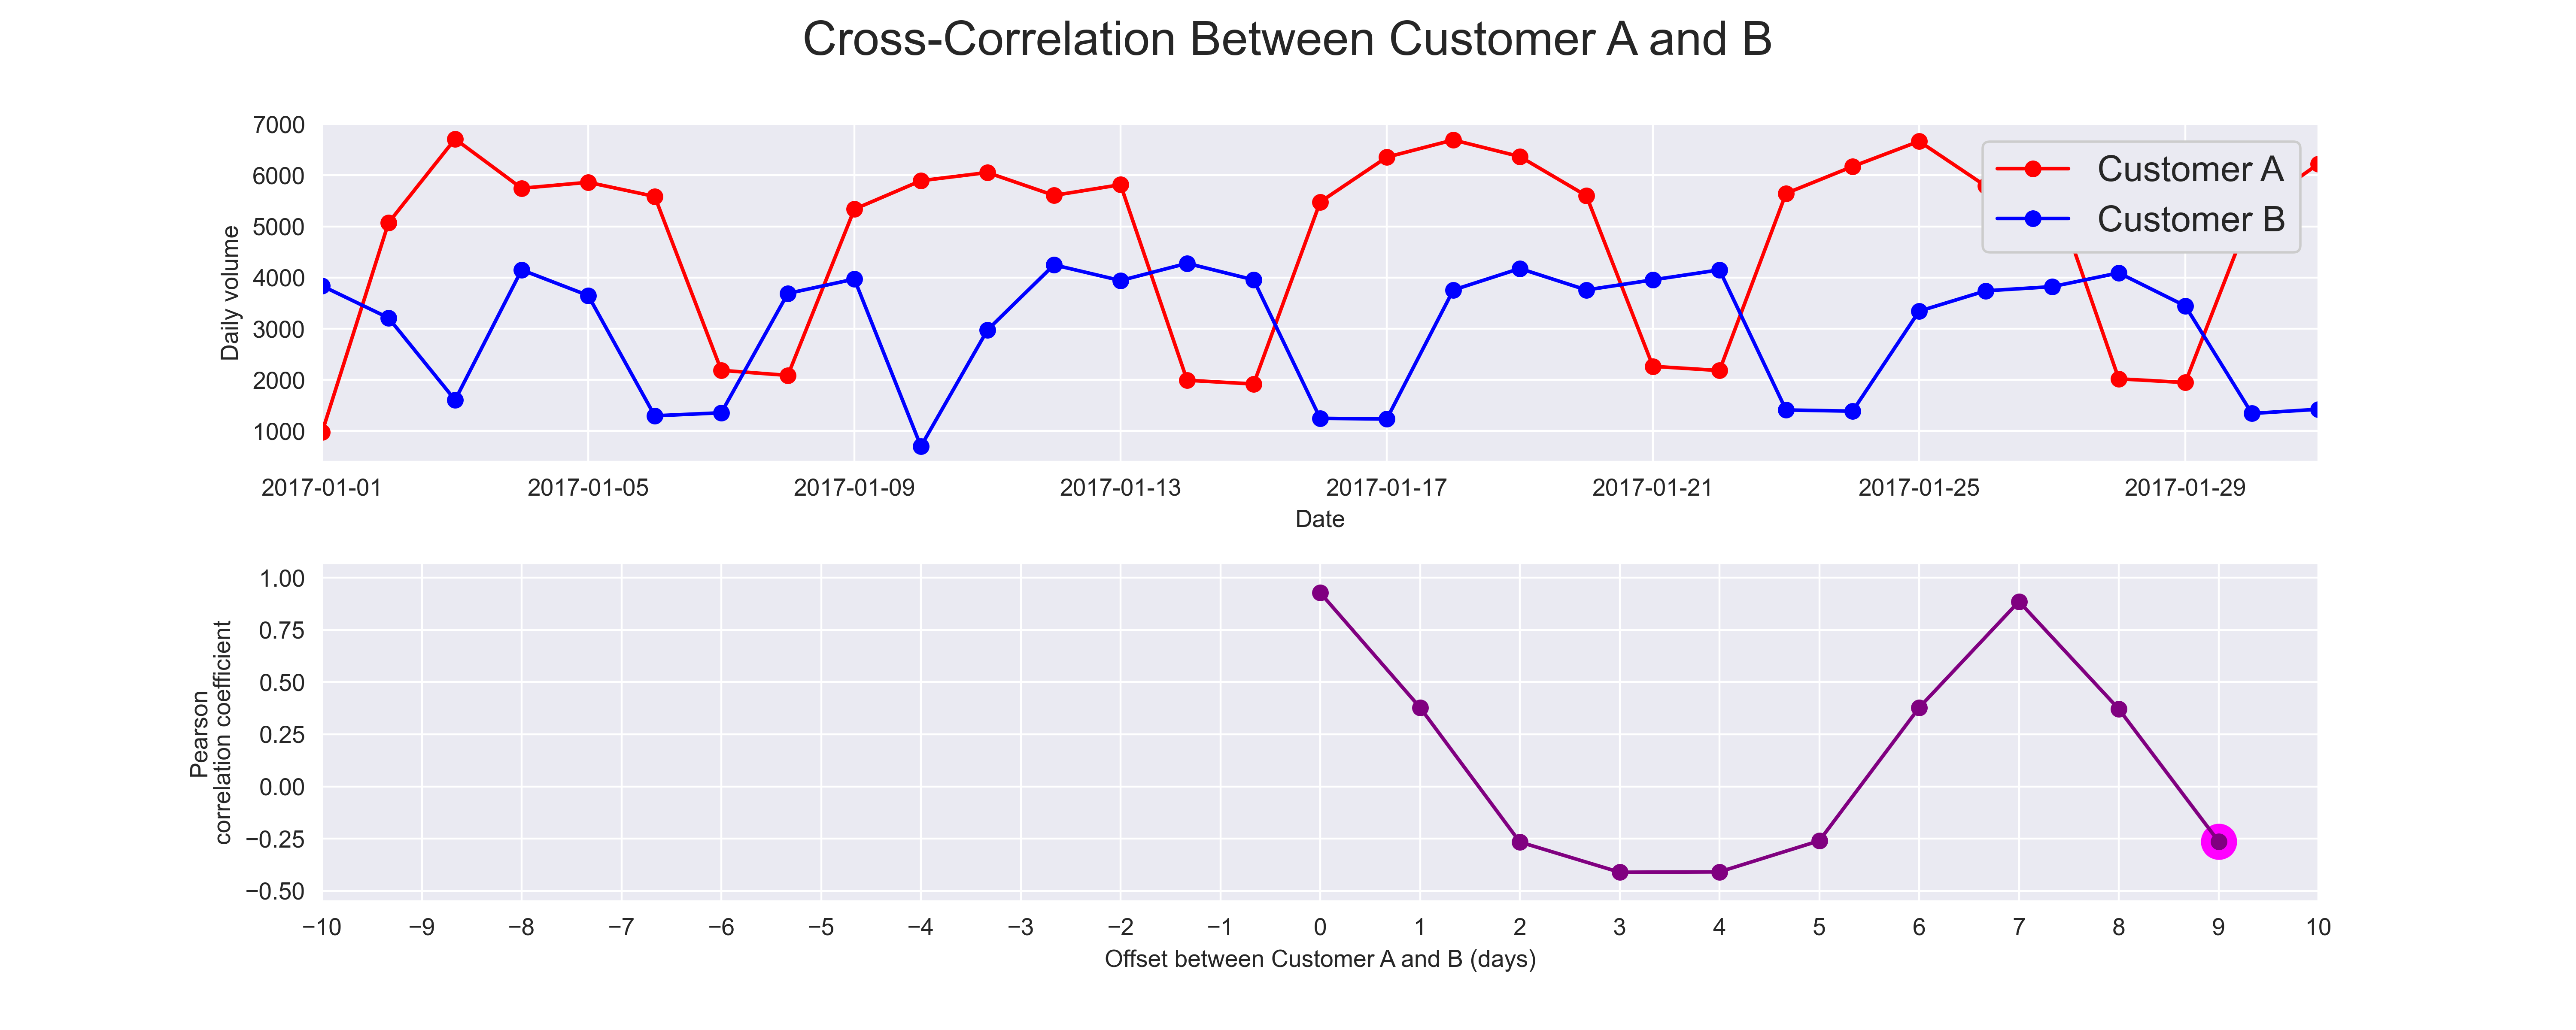 Cross-Correlation Between Customer A and B
7000
6000
5000
4000
3000
2000
1000
Daily volume
Customer A
Customer B
2017-01-01 2017-01-05 2017-01-09 2017-01-13 2017-01-17 2017-01-21 2017-01-25 2017-01-29
Date
1.00
0.75
0.50
0.25
0.00
−0.25
−0.50
Pearson
correlation coefficient
−10 −9 −8 −7 −6 −5 −4 −3 −2 −1 0 1 2 3 4 5 6 7 8 9 10
Offset between Customer A and B (days)